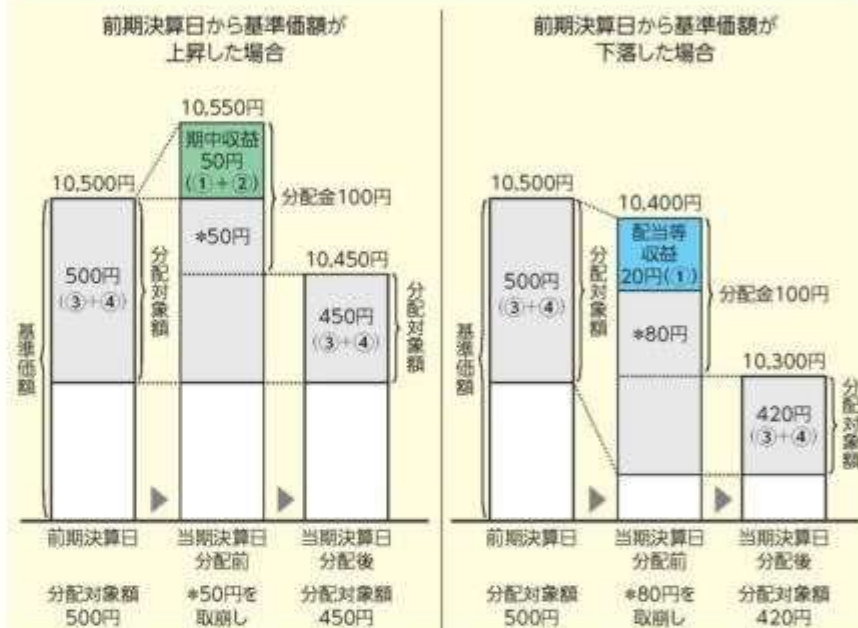 前期決算日から基準価額が
上昇した場合
10,550円
期中収益
50円
(①+②)
10,500円
分配金100円
*50円
10,450円
500円
(③+④)
分配対象額
450円
(③+④)
分配対象額
基準価額
前期決算日
当期決算日
分配前
当期決算日
分配後
分配対象額
500円
*50円を
取崩し
分配対象額
450円
前期決算日から基準価額が
下落した場合
10,500円
10,400円
配当等
収益
20円(①)
分配金100円
500円
(③+④)
分配対象額
*80円
10,300円
420円
(③+④)
分配対象額
基準価額
前期決算日
当期決算日
分配前
当期決算日
分配後
分配対象額
500円
*80円を
取崩し
分配対象額
420円